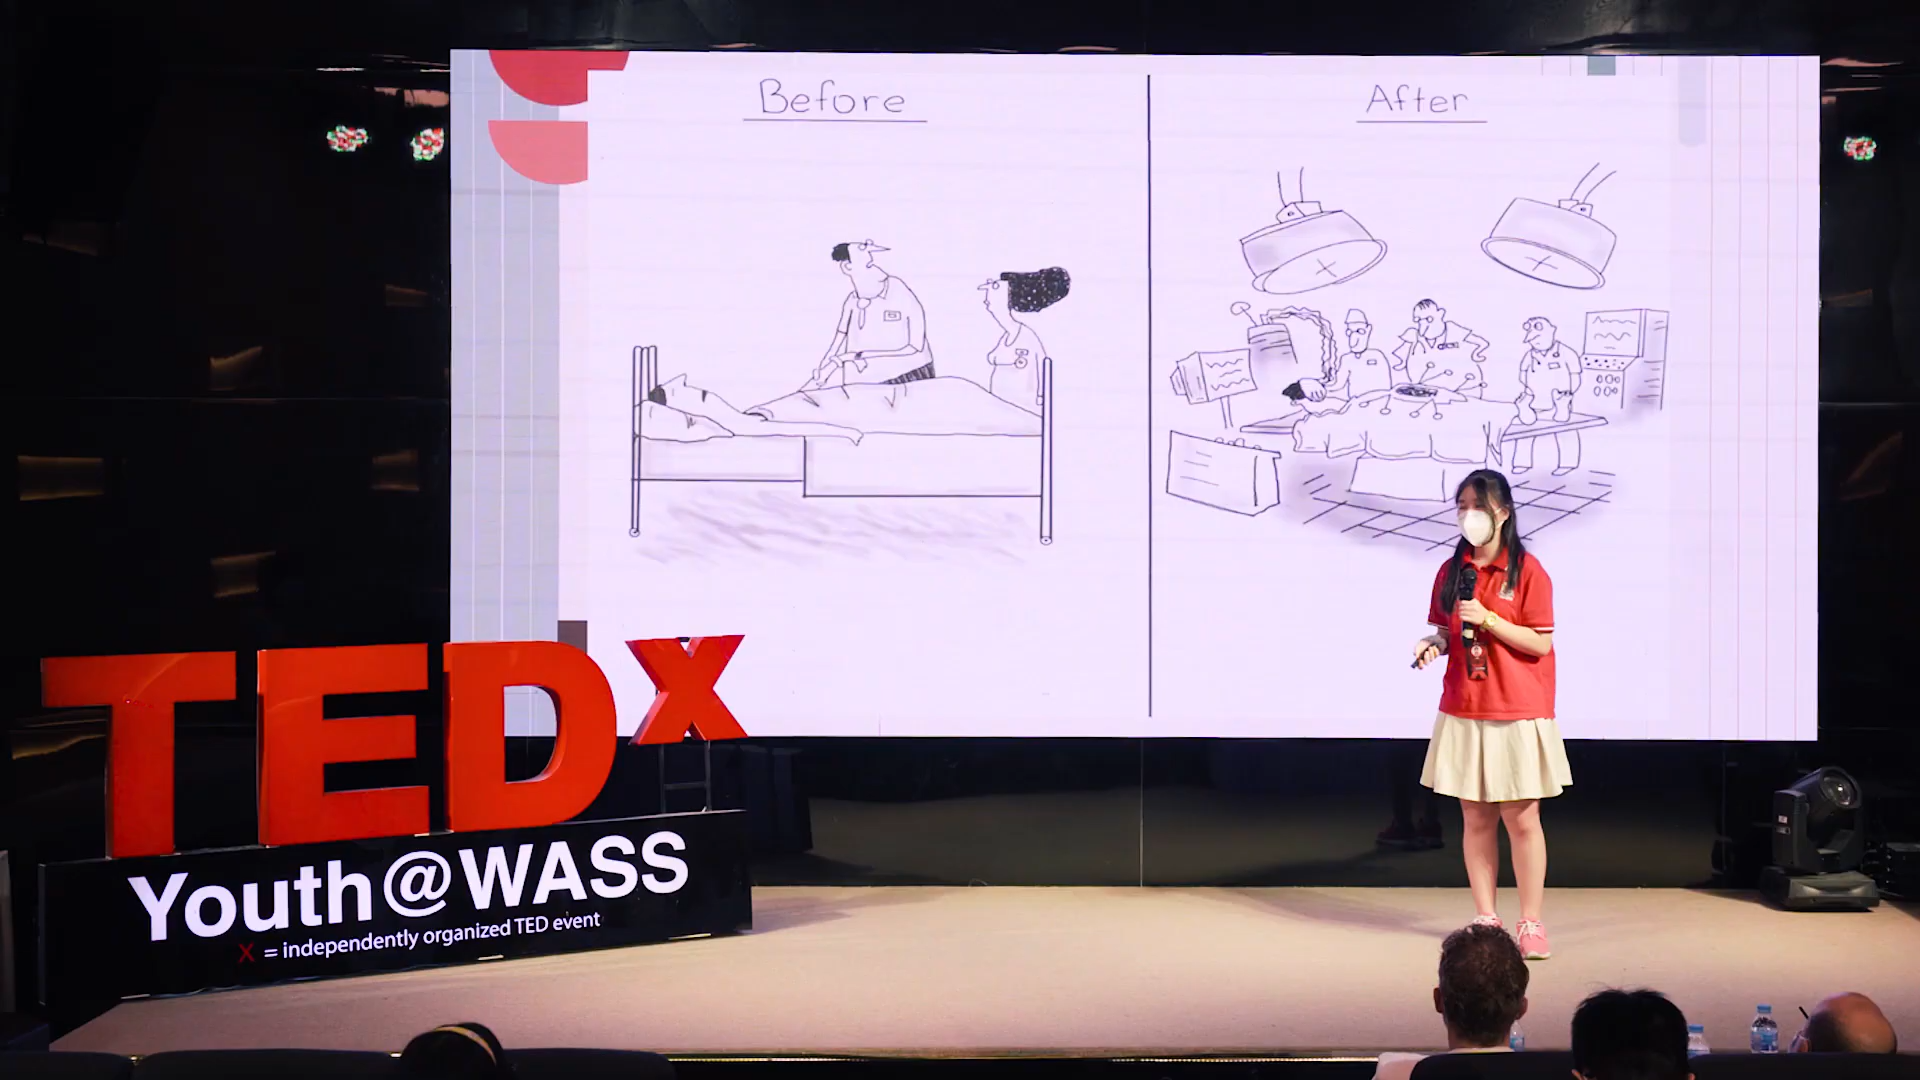 Before
After
TEDx
Youth@WASS
x = independently organized TED event